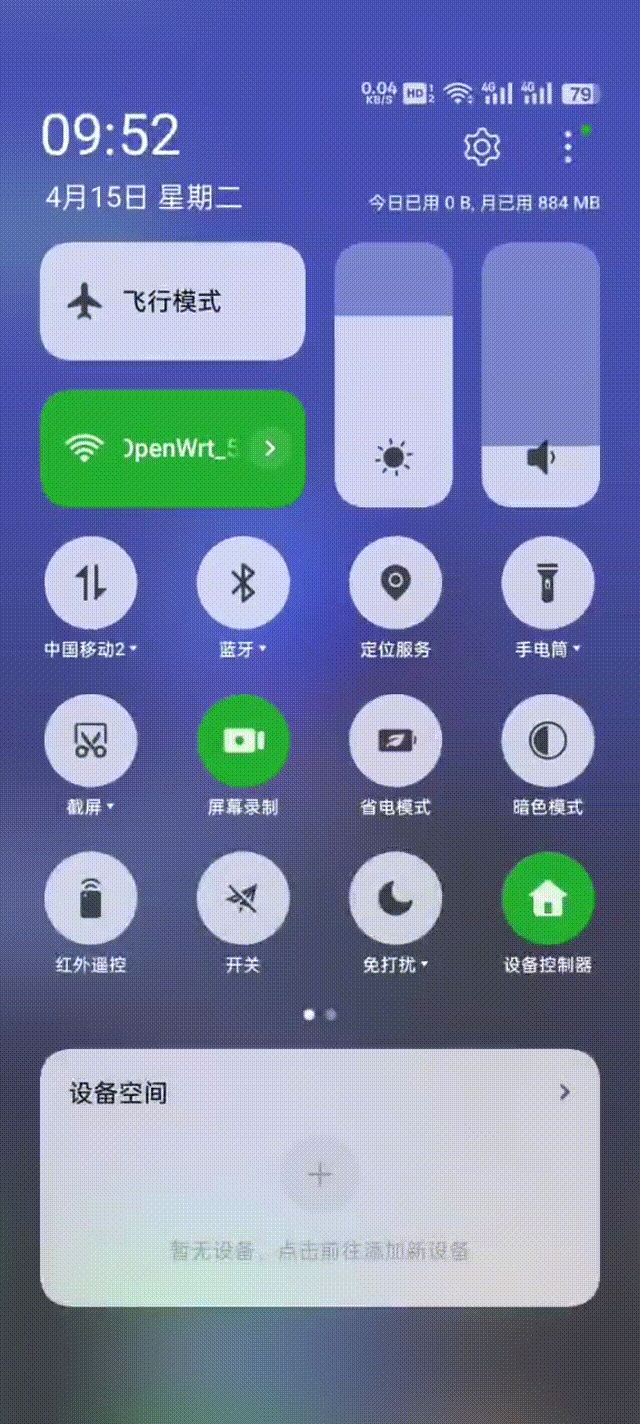 0.04 KB/S HD 1 2 4G 4G 79
09:52
4月15日 星期二
今日已用 0 B, 月已用 884 MB
飞行模式
OpenWrt_5
中国移动2
蓝牙
定位服务
手电筒
截屏
屏幕录制
省电模式
暗色模式
红外遥控
开关
免打扰
设备控制器
设备空间
暂无设备，点击前往添加新设备